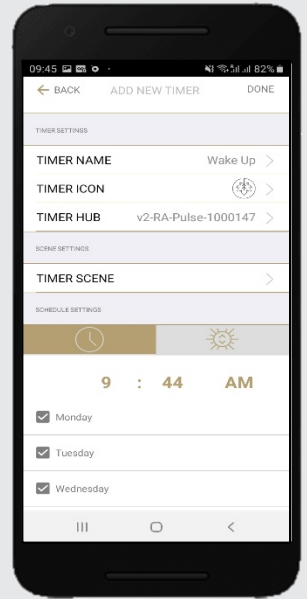 09:45 82%
BACK ADD NEW TIMER DONE
TIMER SETTINGS
TIMER NAME Wake Up
TIMER ICON
TIMER HUB v2-RA-Pulse-1000147
SCENE SETTINGS
TIMER SCENE
SCHEDULE SETTINGS
9 : 44 AM
Monday
Tuesday
Wednesday